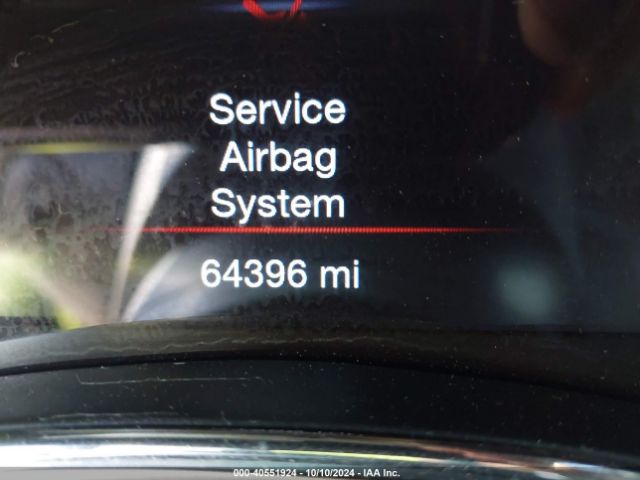 Service
Airbag
System
64396 mi
000-40551924 - 10/10/2024 - IAA Inc.